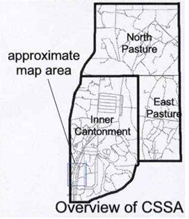 North
Pasture
approximate
map area
East
Pasture
Inner
Cantonment
Overview of CSSA